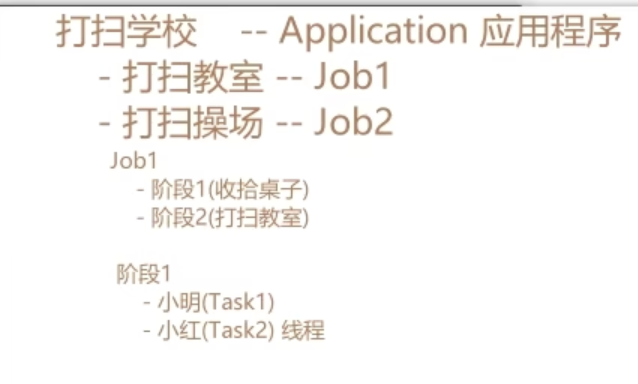 打扫学校 -- Application 应用程序
- 打扫教室 -- Job1
- 打扫操场 -- Job2
Job1
- 阶段1(收拾桌子)
- 阶段2(打扫教室)
阶段1
- 小明(Task1)
- 小红(Task2) 线程